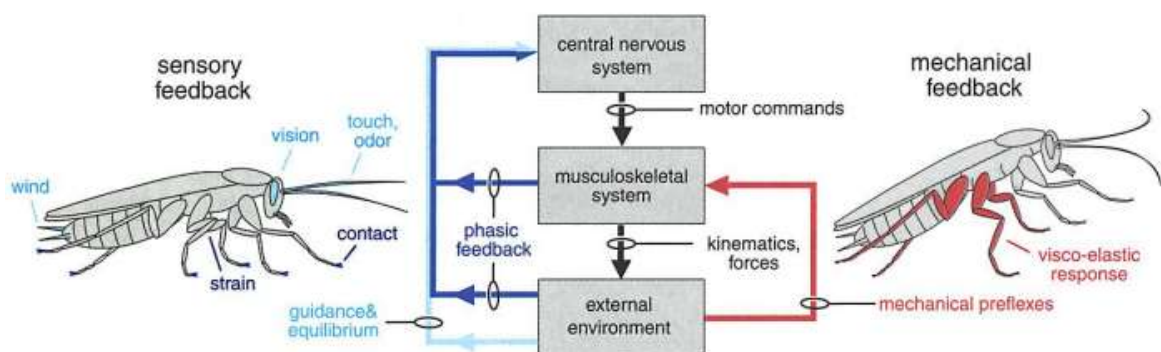 sensory
feedback
wind
vision
touch,
odor
contact
strain
guidance&
equilibrium
phasic
feedback
central nervous
system
motor commands
musculoskeletal
system
kinematics,
forces
external
environment
mechanical
feedback
visco-elastic
response
mechanical preflexes